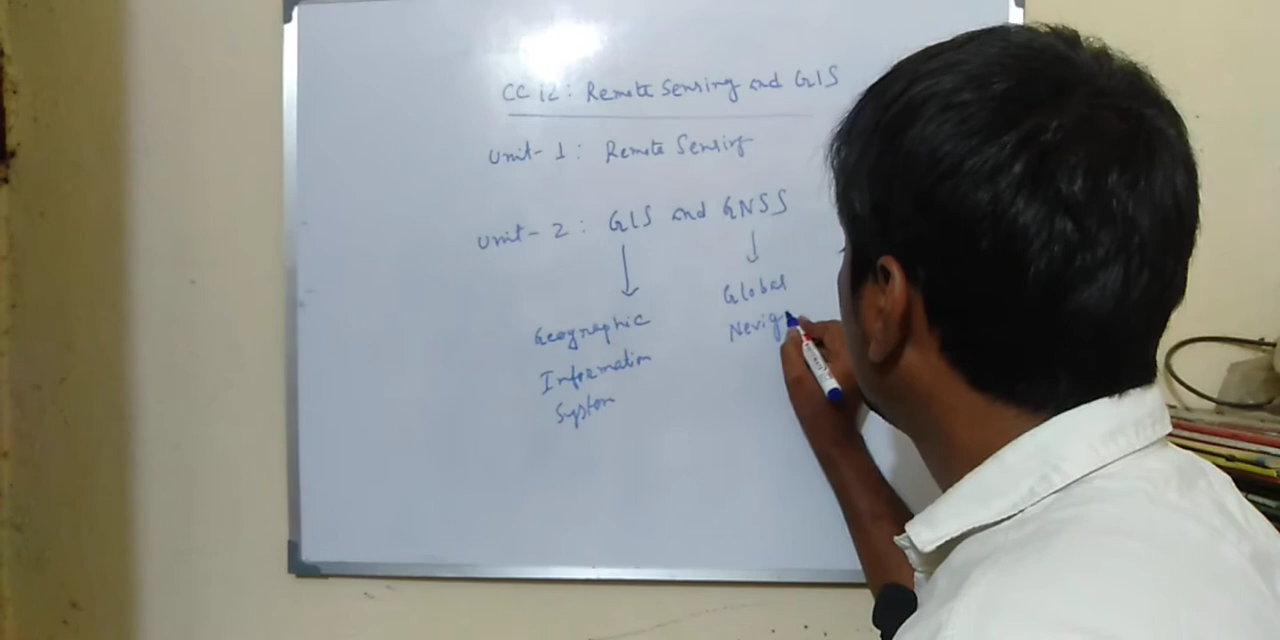 CC 12: Remote Sensing and GIS
Unit-1: Remote Sensing
Unit-2: GIS and GNSS
Geographic
Information
System
Global
Navig